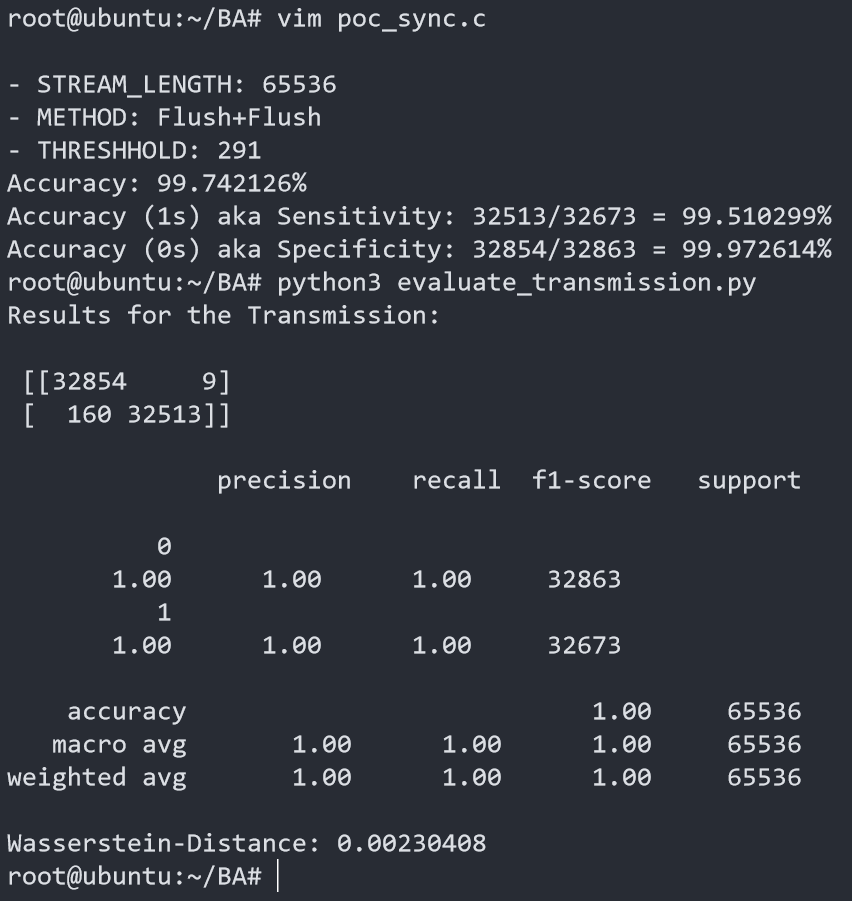 root@ubuntu:~/BA# vim poc_sync.c
- STREAM_LENGTH: 65536
- METHOD: Flush+Flush
- THRESHHOLD: 291
Accuracy: 99.742126%
Accuracy (1s) aka Sensitivity: 32513/32673 = 99.510299%
Accuracy (0s) aka Specificity: 32854/32863 = 99.972614%
root@ubuntu:~/BA# python3 evaluate_transmission.py
Results for the Transmission:
[[32854     9]
[  160 32513]]
precision    recall  f1-score   support
0
1.00      1.00      1.00     32863
1
1.00      1.00      1.00     32673
accuracy                           1.00     65536
macro avg       1.00      1.00      1.00     65536
weighted avg       1.00      1.00      1.00     65536
Wasserstein-Distance: 0.00230408
root@ubuntu:~/BA#